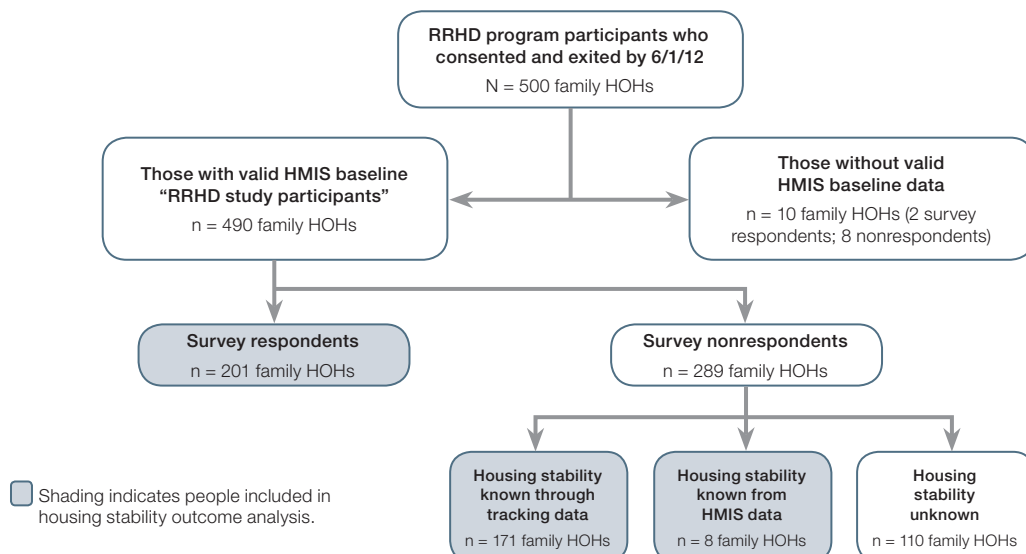 RRHD program participants who
consented and exited by 6/1/12
N = 500 family HOHs
Those with valid HMIS baseline
“RRHD study participants”
n = 490 family HOHs
Those without valid
HMIS baseline data
n = 10 family HOHs (2 survey
respondents; 8 nonrespondents)
Survey respondents
n = 201 family HOHs
Survey nonrespondents
n = 289 family HOHs
Housing stability
known through
tracking data
n = 171 family HOHs
Housing stability
known from
HMIS data
n = 8 family HOHs
Housing
stability
unknown
n = 110 family HOHs
Shading indicates people included in
housing stability outcome analysis.